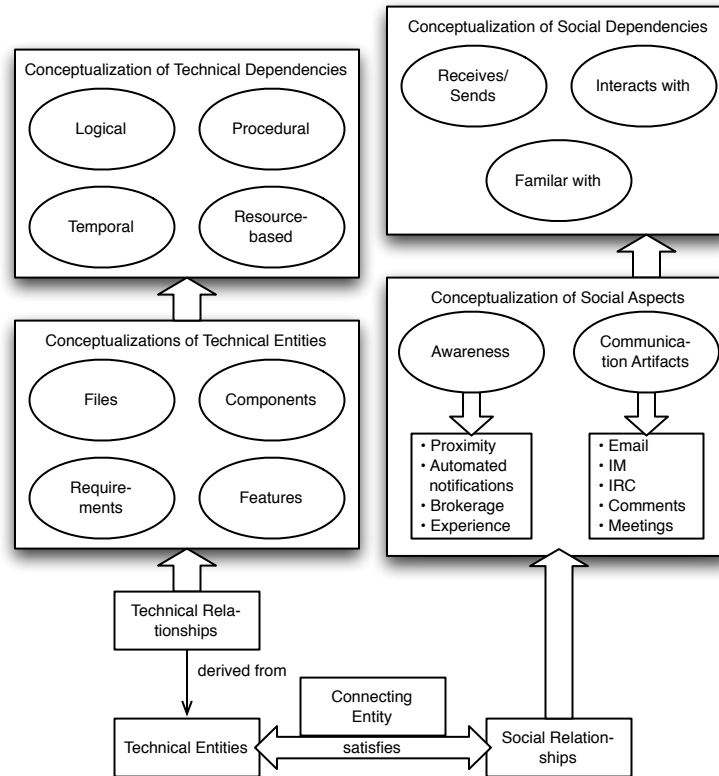 Conceptualization of Technical Dependencies
Logical
Procedural
Temporal
Resource-
based
Conceptualizations of Technical Entities
Files
Components
Require-
ments
Features
Technical Rela-
tionships
derived from
Technical Entities
Conceptualization of Social Dependencies
Receives/
Sends
Interacts with
Familar with
Conceptualization of Social Aspects
Awareness
Communica-
tion Artifacts
• Proximity
• Automated
notifications
• Brokerage
• Experience
• Email
• IM
• IRC
• Comments
• Meetings
Connecting
Entity
satisfies
Social Relation-
ships